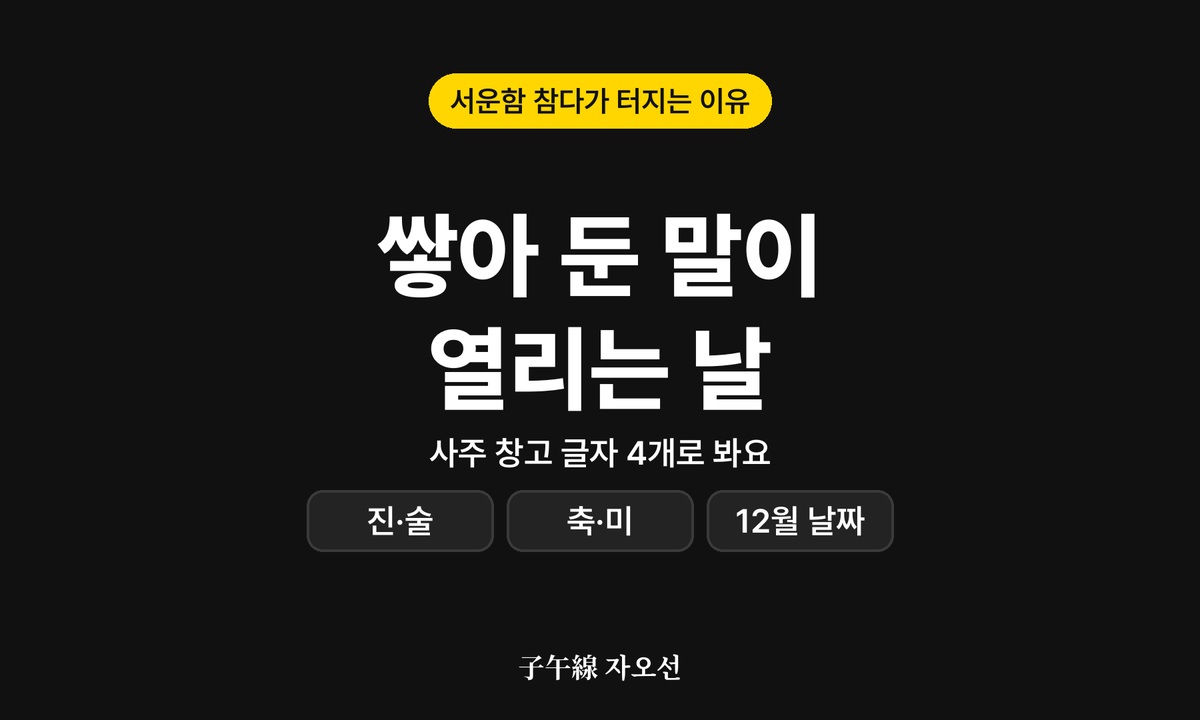 서운함 참다가 터지는 이유
쌓아 둔 말이
열리는 날
사주 창고 글자 4개로 봐요
진·술
축·미
12월 날짜
子午線 자오선